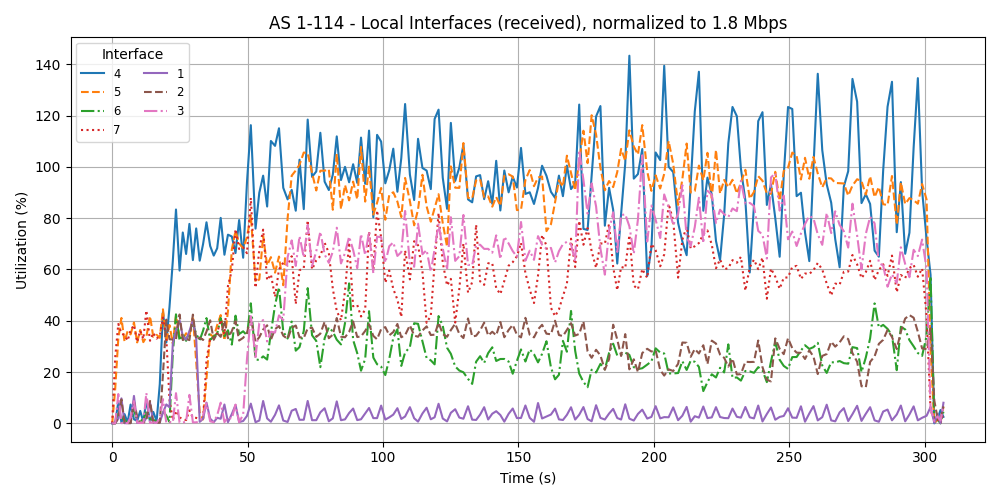 AS 1-114 - Local Interfaces (received), normalized to 1.8 Mbps
Interface
4 1
5 2
6 3
7
Utilization (%)
140
120
100
80
60
40
20
0
0 50 100 150 200 250 300
Time (s)